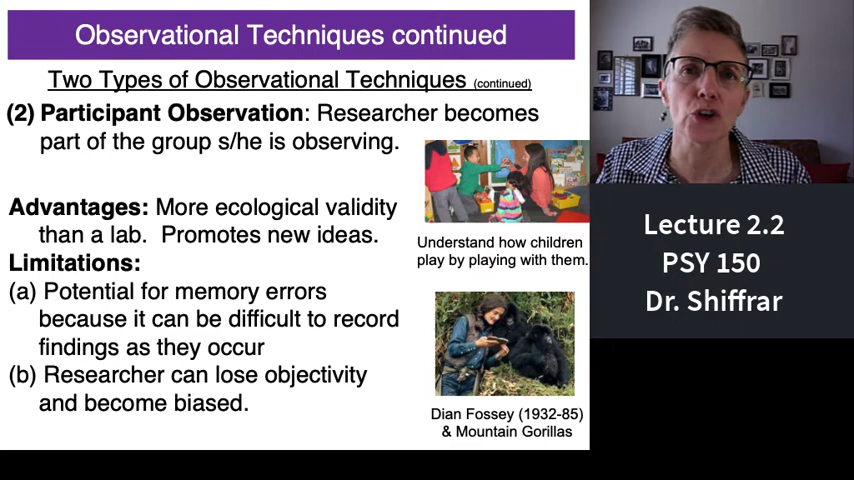 Observational Techniques continued
Two Types of Observational Techniques (continued)
(2) Participant Observation: Researcher becomes
part of the group s/he is observing.
Advantages: More ecological validity
than a lab. Promotes new ideas.
Limitations:
(a) Potential for memory errors
because it can be difficult to record
findings as they occur
(b) Researcher can lose objectivity
and become biased.
Understand how children
play by playing with them.
Dian Fossey (1932-85)
& Mountain Gorillas
Lecture 2.2
PSY 150
Dr. Shiffrar